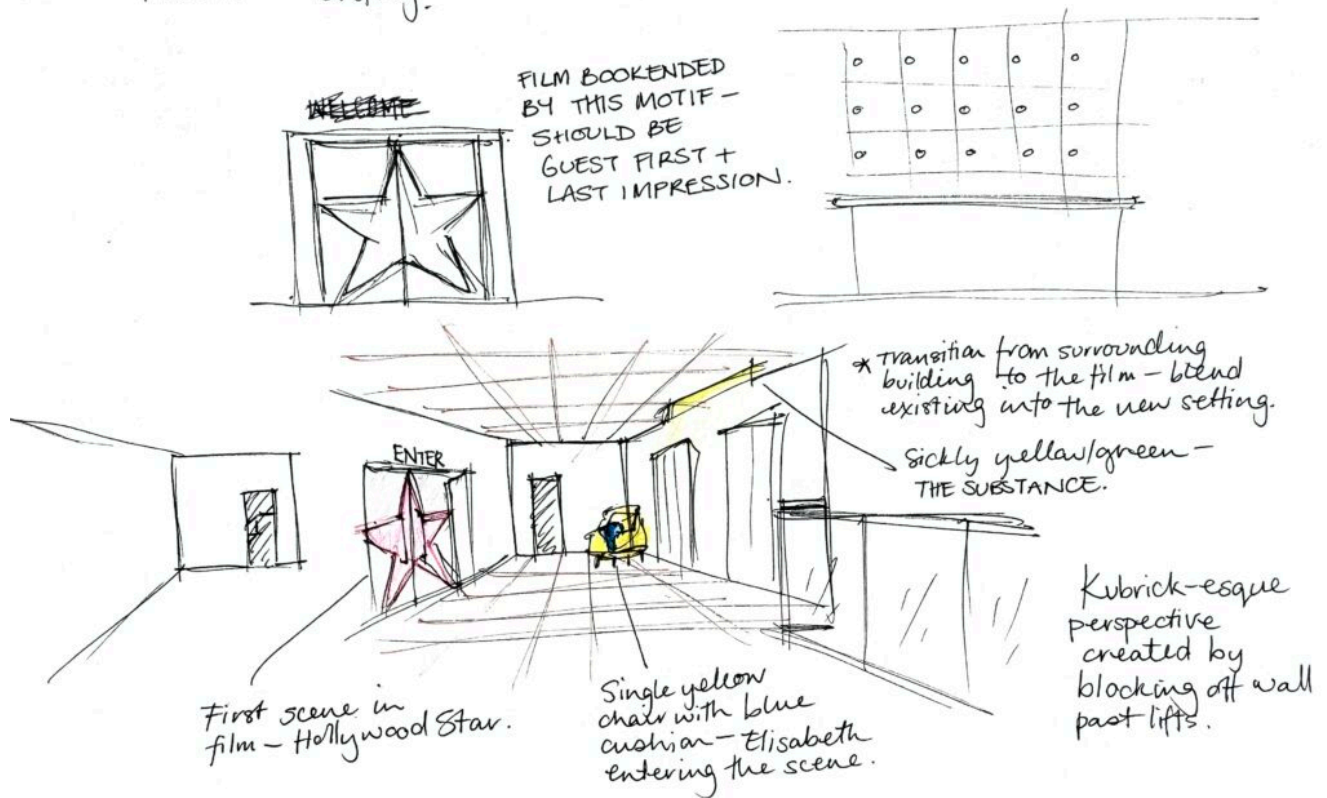 FILM BOOKENDED
BY THIS MOTIF –
SHOULD BE
GUEST FIRST +
LAST IMPRESSION.
* Transition from surrounding
building to the film – blend
existing into the new setting.
Sickly yellow/green –
THE SUBSTANCE.
ENTER
Kubrick-esque
perspective
created by
blocking off wall
past lifts.
First scene in
film – Hollywood Star.
Single yellow
chair with blue
cushion – Elisabeth
entering the scene.